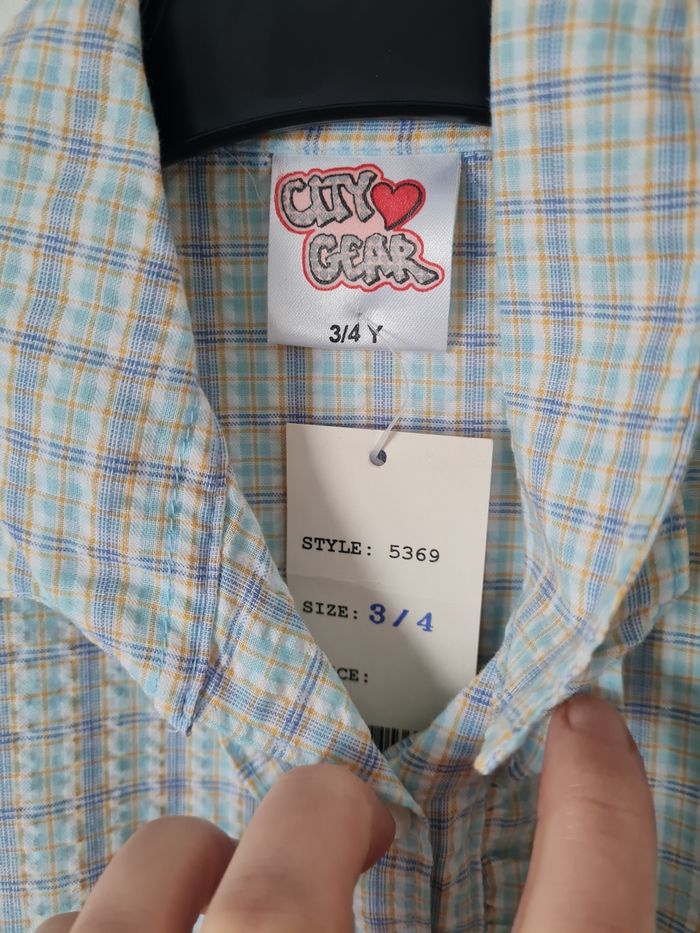 CITY
GEAR
3/4 Y
STYLE: 5369
SIZE: 3/4
CE: